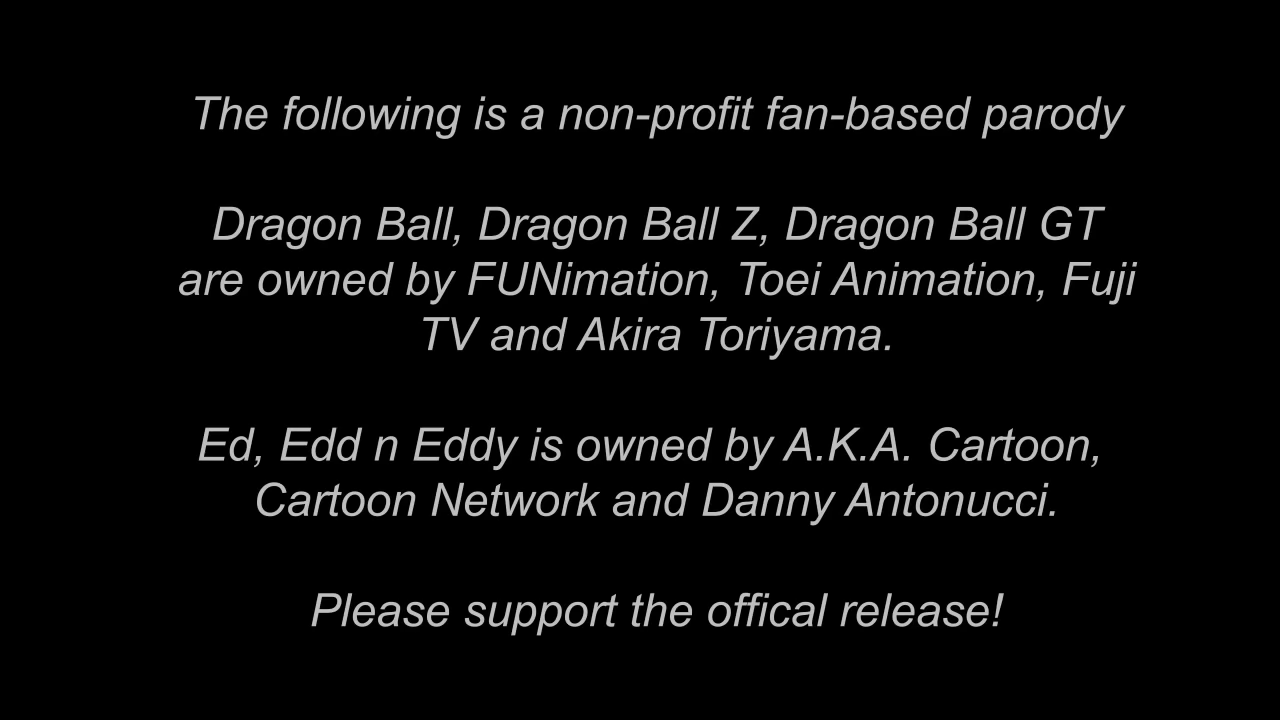 The following is a non-profit fan-based parody
Dragon Ball, Dragon Ball Z, Dragon Ball GT
are owned by FUNimation, Toei Animation, Fuji
TV and Akira Toriyama.
Ed, Edd n Eddy is owned by A.K.A. Cartoon,
Cartoon Network and Danny Antonucci.
Please support the offical release!